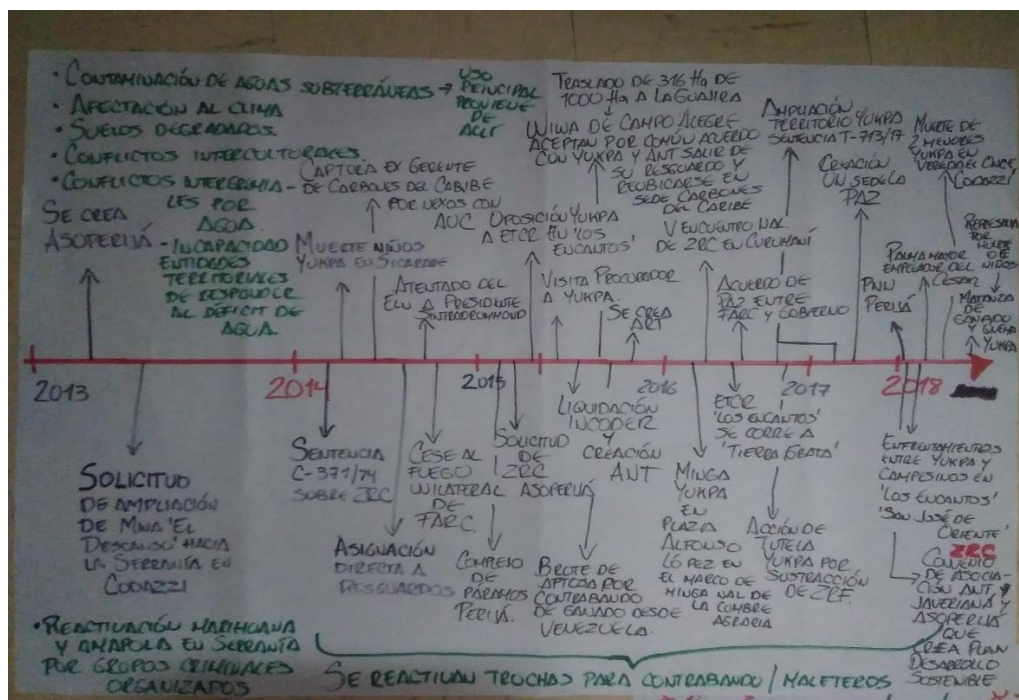 • CONTAMINACIÓN DE AGUAS SUBTERRÁNEAS →
USO
PRINCIPAL
PROVIENE
DE
• AFECTACIÓN AL CLIMA
• SUELOS DEGRADADOS.
• CONFLICTOS INTERCULTURALES.
• CONFLICTOS
LES POR
AGUA.
- INCAPACIDAD
ENTIDADES
TERRITORIALES
DE RESPONDER
AL DÉFICIT DE
AGUA.
SE CREA
ASOPERIJÁ
CAPTURA EX GERENTE
DE CARBONES DEL CARIBE
POR NEXOS CON
AUC
MUERTE NIÑOS
YUKPA EN SICARARE
ATENTADO DEL
ELN A PRESIDENTE
SINTRODRUMMOND
OPOSICIÓN YUKPA
A ETCR EN 'LOS
ENCANTOS'
TRASLADO DE 316 Ha DE
1000 Ha A LA GUAJIRA
WIWA DE CAMPO ALEGRE
ACEPTAN POR COMÚN ACUERDO
CON YUKPA Y ANT SALIR DE
SU RESGUARDO Y
REUBICARSE EN
SEDE CARBONES
DEL CARIBE
VISITA PROCURADOR
A YUKPA.
SE CREA
ART
V ENCUENTRO NAL.
DE ZRC EN CURUMANÍ
ACUERDO DE
PAZ ENTRE
FARC Y GOBIERNO
AMPLIACIÓN
TERRITORIO YUKPA
SENTENCIA T-713/17
CREACIÓN
UN SEDE LA
PAZ
PNN
PERIJÁ
MUERTE DE
2 MENORES
YUKPA EN
VEREDA EL ONCE,
CODAZZI
PALMA MAYOR
EMPLEADOR DEL
CESAR
REPRESALIA
POR
MUERTE
DE
NIÑOS
MATANZA
DE
GANADO
YUKPA
2013
2014
2015
2016
2017
2018
SOLICITUD
DE AMPLIACIÓN
DE MINA 'EL
DESCANSO' HACIA
LA SERRANÍA EN
CODAZZI
SENTENCIA
C-371/14
SOBRE ZRC
ASIGNACIÓN
DIRECTA A
RESGUARDOS
CESE AL
FUEGO
UNILATERAL
DE
FARC.
COMPLEJO
DE
PÁRAMOS
PERIJÁ.
SOLICITUD
DE
ZRC
ASOPERIJÁ
BROTE DE
AFTOSA POR
CONTRABANDO
DE GANADO DESDE
VENEZUELA.
LIQUIDACIÓN
INCODER
Y
CREACIÓN
ANT
MINGA
YUKPA
EN
PLAZA
ALFONSO
LÓPEZ EN
EL MARCO DE
MINGA NAL DE
LA CUMBRE
AGRARIA
ETCR
'LOS ENCANTOS'
SE CORRE A
'TIERRA GRATA'
ACCIÓN DE
TUTELA
YUKPA POR
SUSTRACCIÓN
DE ZRF.
ENFRENTAMIENTOS
ENTRE YUKPA Y
CAMPESINOS EN
'LOS ENCANTOS'
'SAN JOSÉ DE
ORIENTE'
ZRC
CONVENIO
DE ASOCIA-
CIÓN ANT Y
JAVERIANA Y
ASOPERIJÁ
QUE
CREA PLAN
DESARROLLO
SOSTENIBLE
• REACTIVACIÓN MARIHUANA
Y AMAPOLA EN SERRANÍA
POR GRUPOS CRIMINALES
ORGANIZADOS
SE REACTIVAN TROCHAS PARA CONTRABANDO / MALETEROS